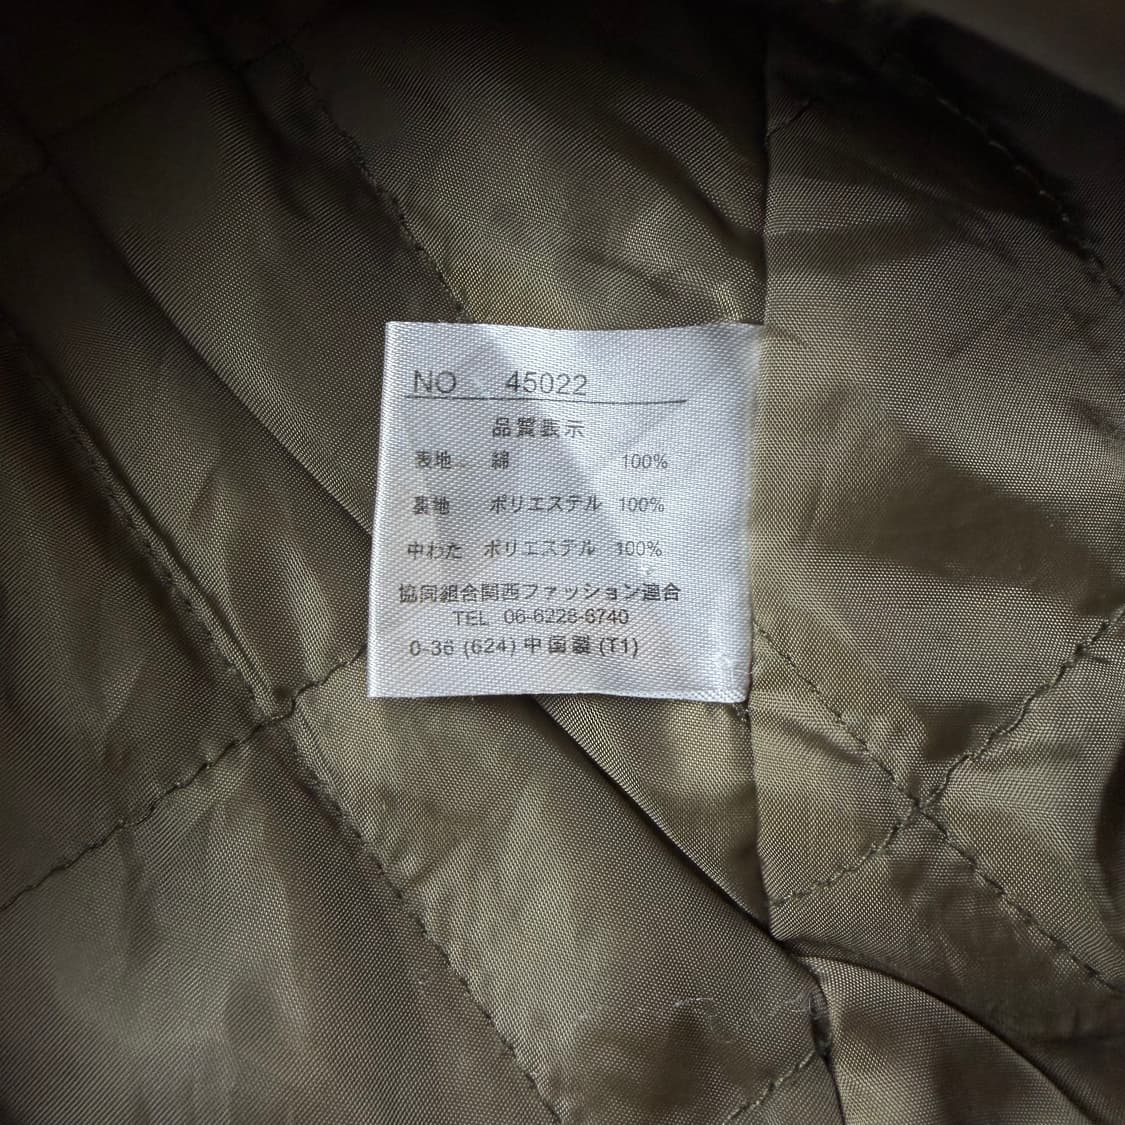 NO 45022
品質表示
表地 綿 100%
裏地 ポリエステル 100%
中わた ポリエステル 100%
協同組合関西ファッション連合
TEL 06-6228-6740
0-36 (624) 中国製 (T1)